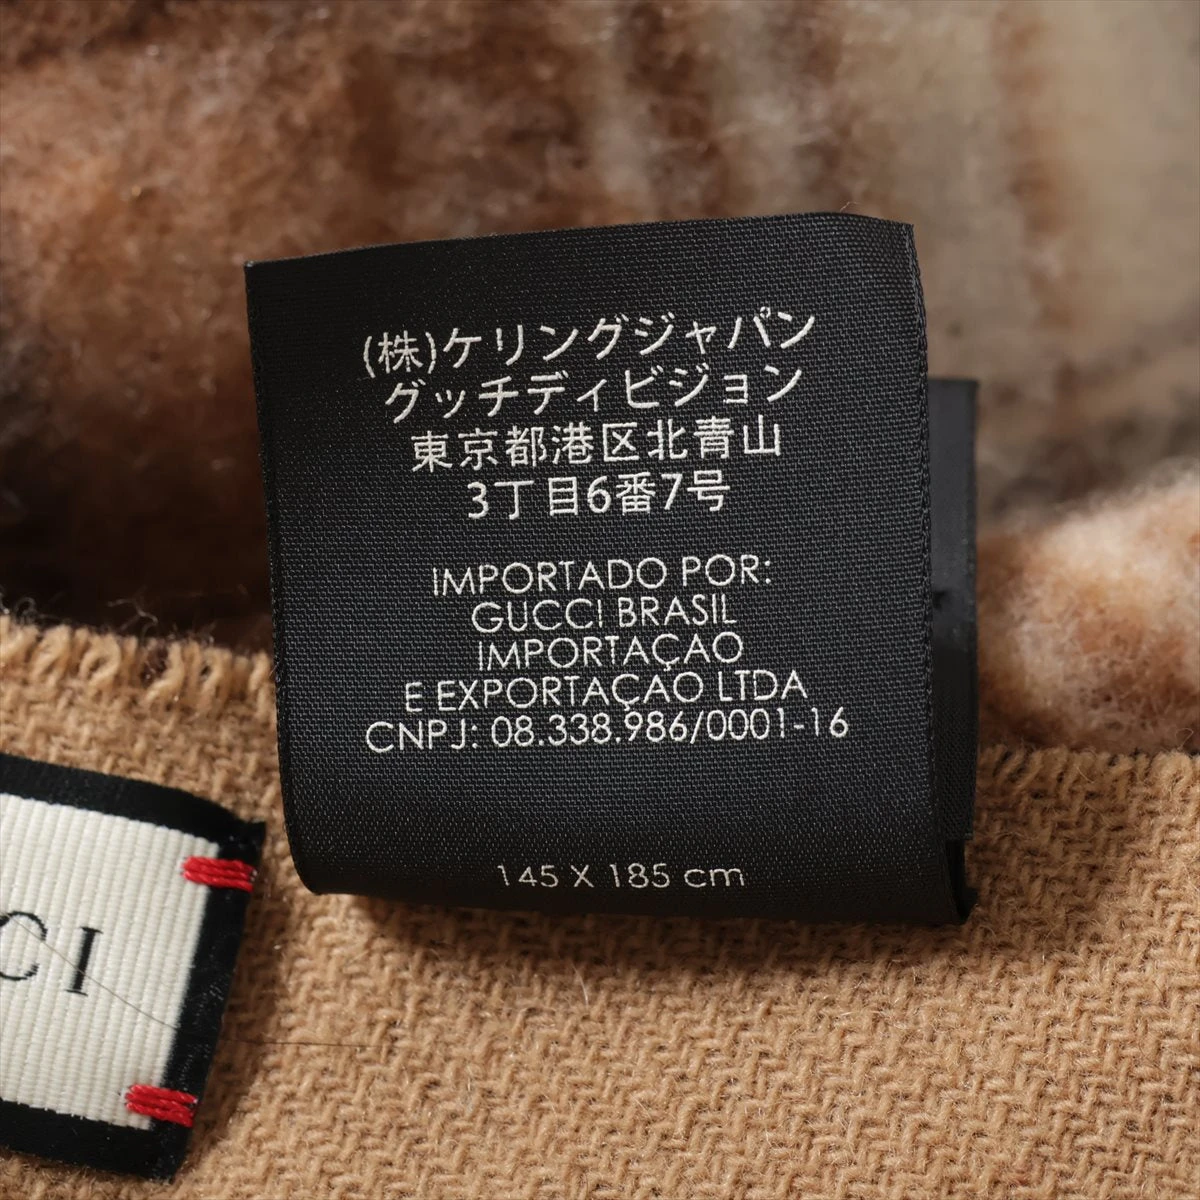 (株)ケリングジャパン
グッチディビジョン
東京都港区北青山
3丁目6番7号
IMPORTADO POR:
GUCCI BRASIL
IMPORTAÇAO
E EXPORTAÇAO LTDA
CNPJ: 08.338.986/0001-16
145 X 185 cm
CI